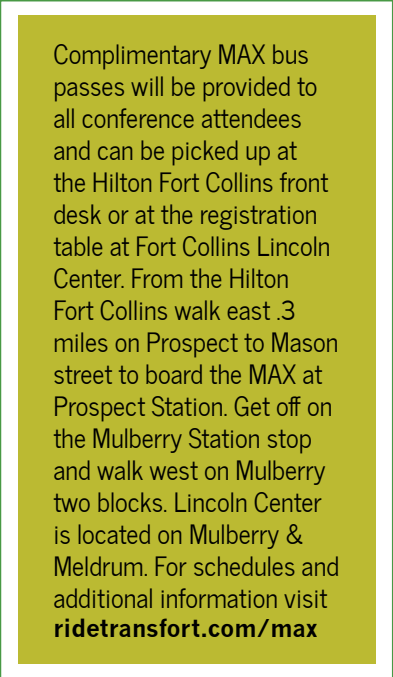 Complimentary MAX bus
passes will be provided to
all conference attendees
and can be picked up at
the Hilton Fort Collins front
desk or at the registration
table at Fort Collins Lincoln
Center. From the Hilton
Fort Collins walk east .3
miles on Prospect to Mason
street to board the MAX at
Prospect Station. Get off on
the Mulberry Station stop
and walk west on Mulberry
two blocks. Lincoln Center
is located on Mulberry &
Meldrum. For schedules and
additional information visit
ridetransfort.com/max